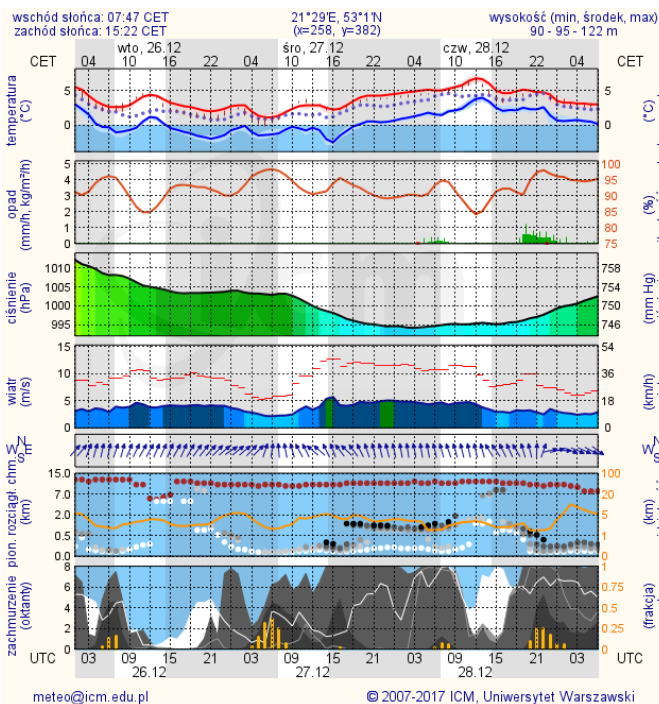 wschód słońca: 07:47 CET
zachód słońca: 15:22 CET
21°29'E, 53°1'N
(x=258, y=382)
wysokość (min, środek, max)
90 - 95 - 122 m
wto, 26.12 śro, 27.12 czw, 28.12
CET 04 10 16 22 04 10 16 22 04 10 16 22 04 CET
temperatura
(°C)
5 0
5 0
opad
(mm/h, kg/m²/h)
5 4 3 2 1 0
100 95 90 85 80 75
(%)
ciśnienie
(hPa)
1010 1005 1000 995
758 754 750 746
(mm Hg)
wiatr
(m/s)
15 10 5 0
54 36 18 0
(km/h)
N
W E
S
N
W E
S
pion. rozciągł. chm.
(km)
15.0 7.0 2.0 0.5 0.0
100 20 5 1 0
(km)
zachmurzenie
(oktanty)
8 6 4 2 0
1 0.75 0.5 0.25 0
(frakcja)
UTC 03 09 15 21 03 09 15 21 03 09 15 21 03 UTC
26.12 27.12 28.12
meteo@icm.edu.pl
© 2007-2017 ICM, Uniwersytet Warszawski